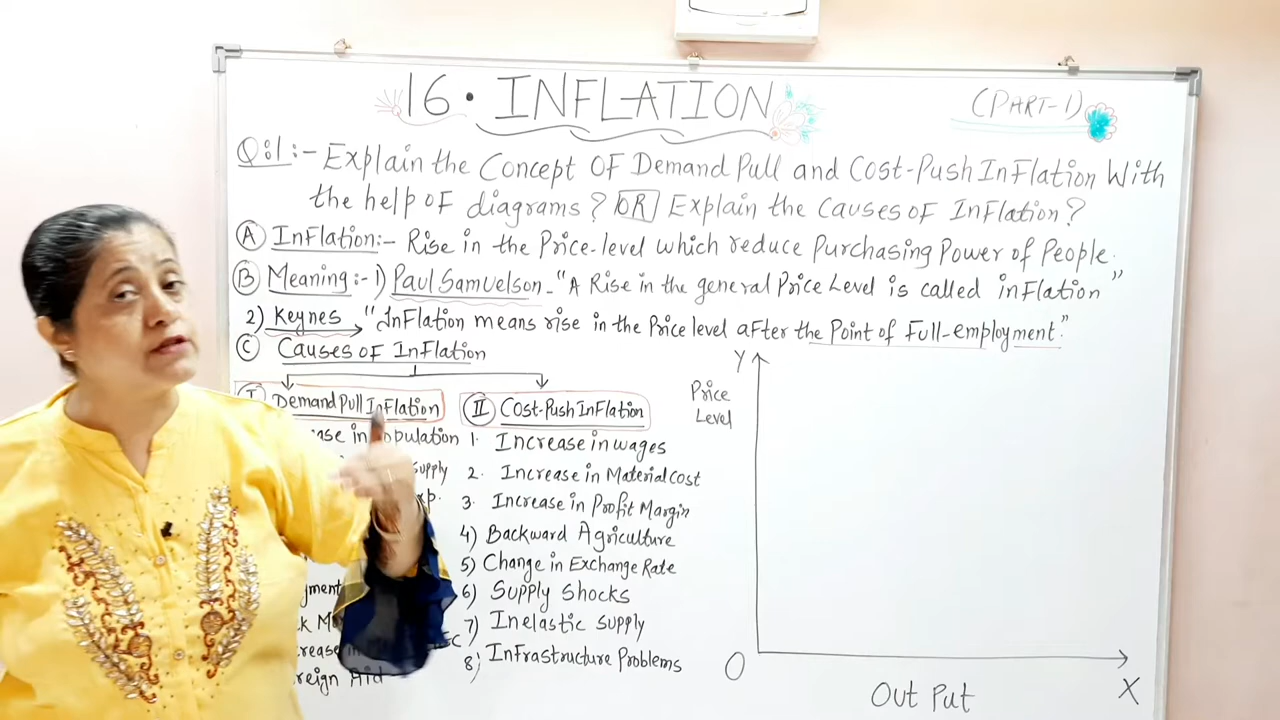 16. INFLATION (PART-1)
Q:1:- Explain the Concept OF Demand Pull and Cost-Push InFlation With
the help OF diagrams? OR Explain the Causes OF InFlation?
A InFlation:- Rise in the Price-level which reduce Purchasing Power of People.
B Meaning:- 1) Paul Samuelson - "A Rise in the general Price Level is called inFlation"
2) Keynes "InFlation means rise in the Price level aFter the Point of Full-employment."
C Causes OF InFlation
I Demand Pull InFlation
II Cost-Push InFlation
1. Increase in wages
2. Increase in Material Cost
3. Increase in Profit Margin
4) Backward Agriculture
5) Change in Exchange Rate
6) Supply Shocks
7) Inelastic Supply
8) Infrastructure Problems
in Population
Supply
Aid
Y
Price
Level
O
Out Put
X